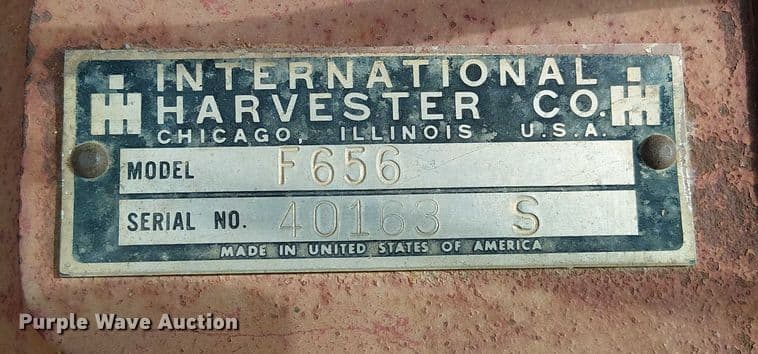 INTERNATIONAL
HARVESTER CO.
CHICAGO, ILLINOIS U.S.A.
MODEL F656
SERIAL NO. 40163 S
MADE IN UNITED STATES OF AMERICA
Purple Wave Auction